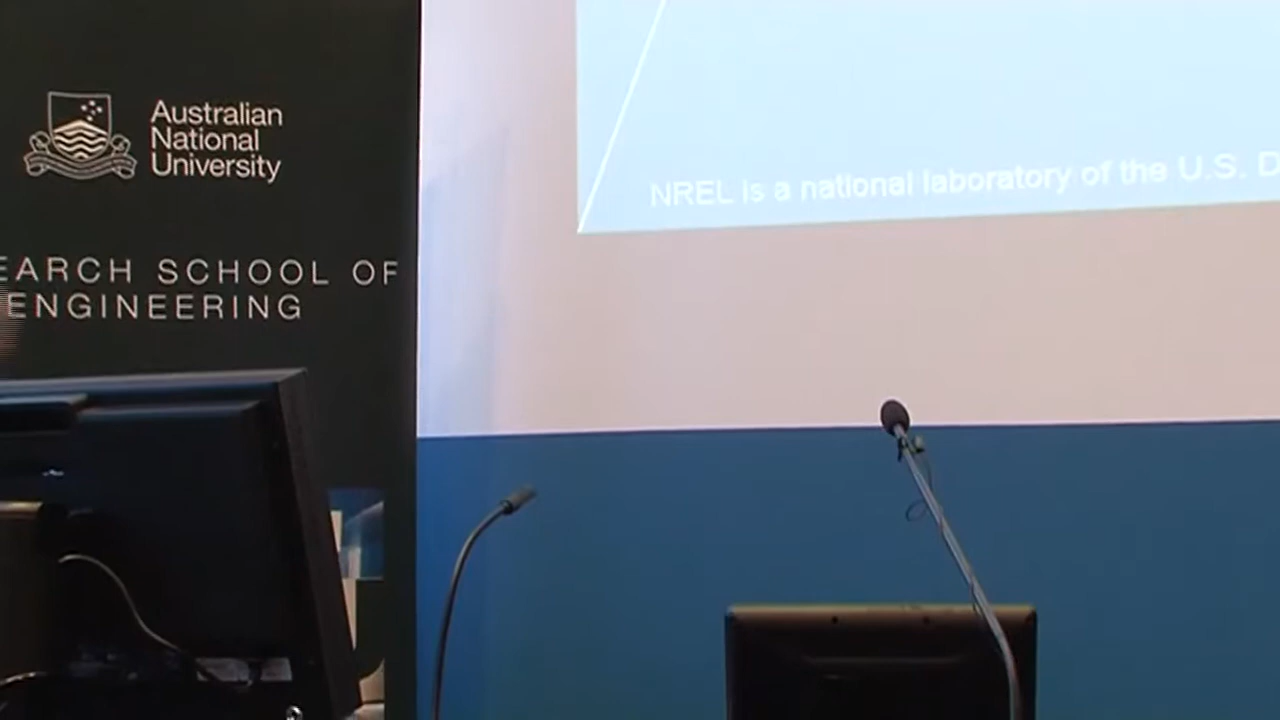 Australian
National
University
EARCH SCHOOL OF
ENGINEERING
NREL is a national laboratory of the U.S. D